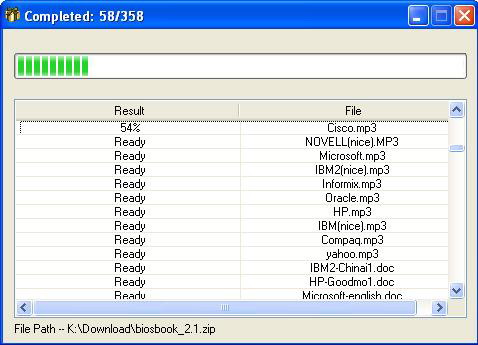 Completed: 58/358
Result File
54% Cisco.mp3
Ready NOVELL(nice).MP3
Ready Microsoft.mp3
Ready IBM2(nice).mp3
Ready Informix.mp3
Ready Oracle.mp3
Ready HP.mp3
Ready IBM(nice).mp3
Ready Compaq.mp3
Ready yahoo.mp3
Ready IBM2-Chinai1.doc
Ready HP-Goodmo1.doc
Ready Microsoft-english.doc
File Path -- K:\Download\biosbook_2.1.zip